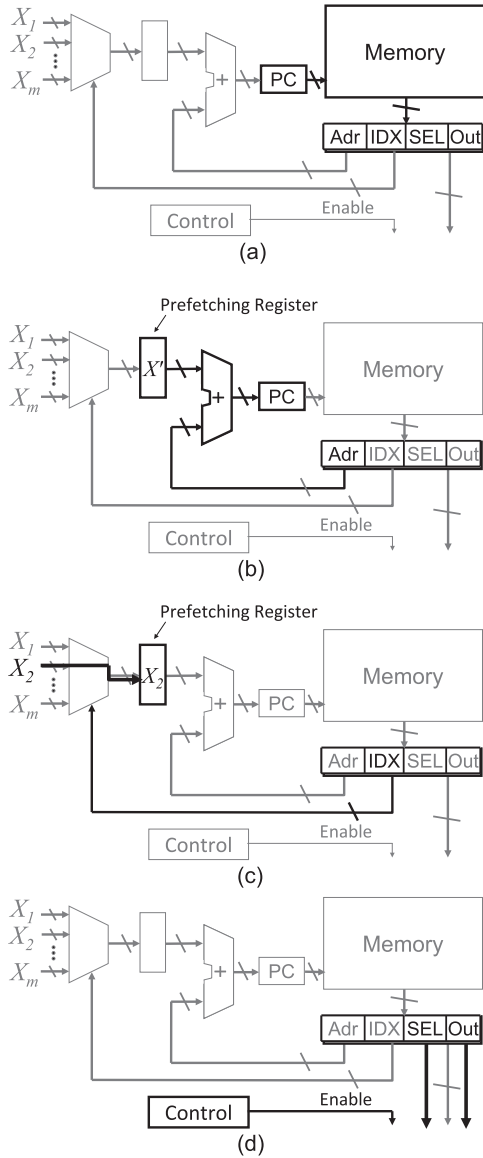 X1
X2
Xm
+
PC
Memory
Adr IDX SEL Out
Enable
Control
(a)
Prefetching Register
X1
X2
Xm
X'
+
PC
Memory
Adr IDX SEL Out
Enable
Control
(b)
Prefetching Register
X1
X2
Xm
X2
+
PC
Memory
Adr IDX SEL Out
Enable
Control
(c)
X1
X2
Xm
+
PC
Memory
Adr IDX SEL Out
Enable
Control
(d)